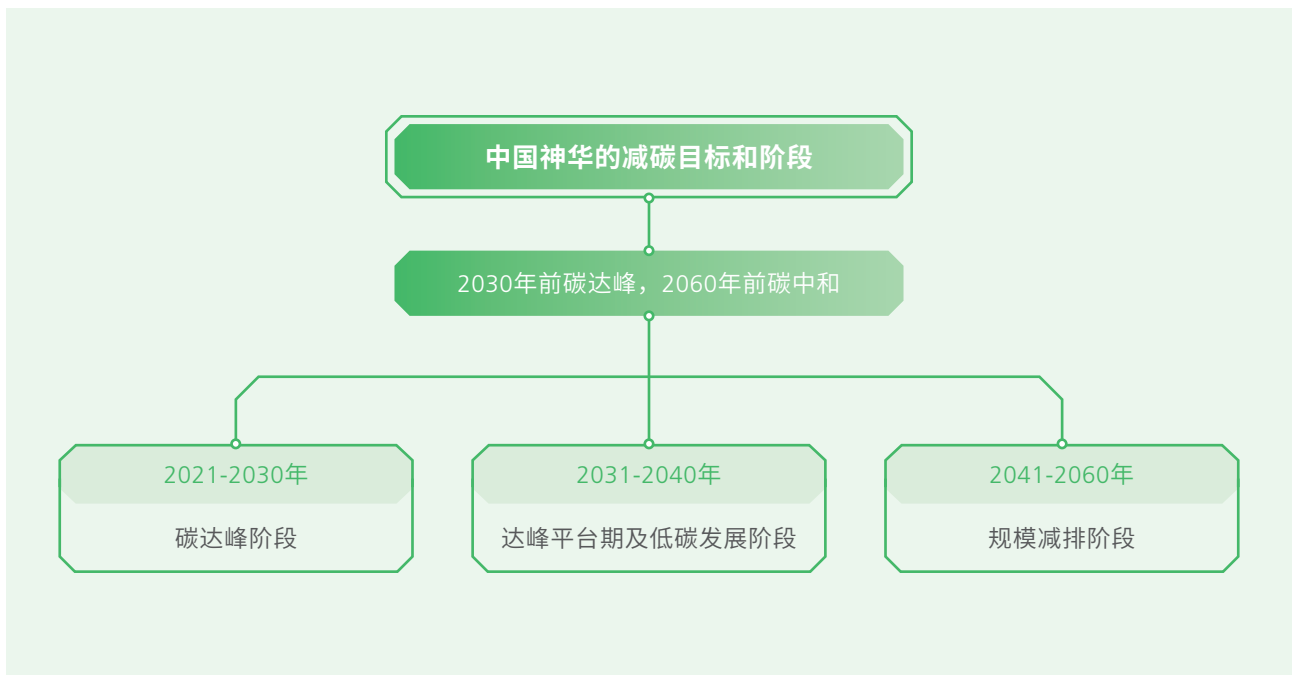 中国神华的减碳目标和阶段
2030年前碳达峰，2060年前碳中和
2021-2030年
碳达峰阶段
2031-2040年
达峰平台期及低碳发展阶段
2041-2060年
规模减排阶段